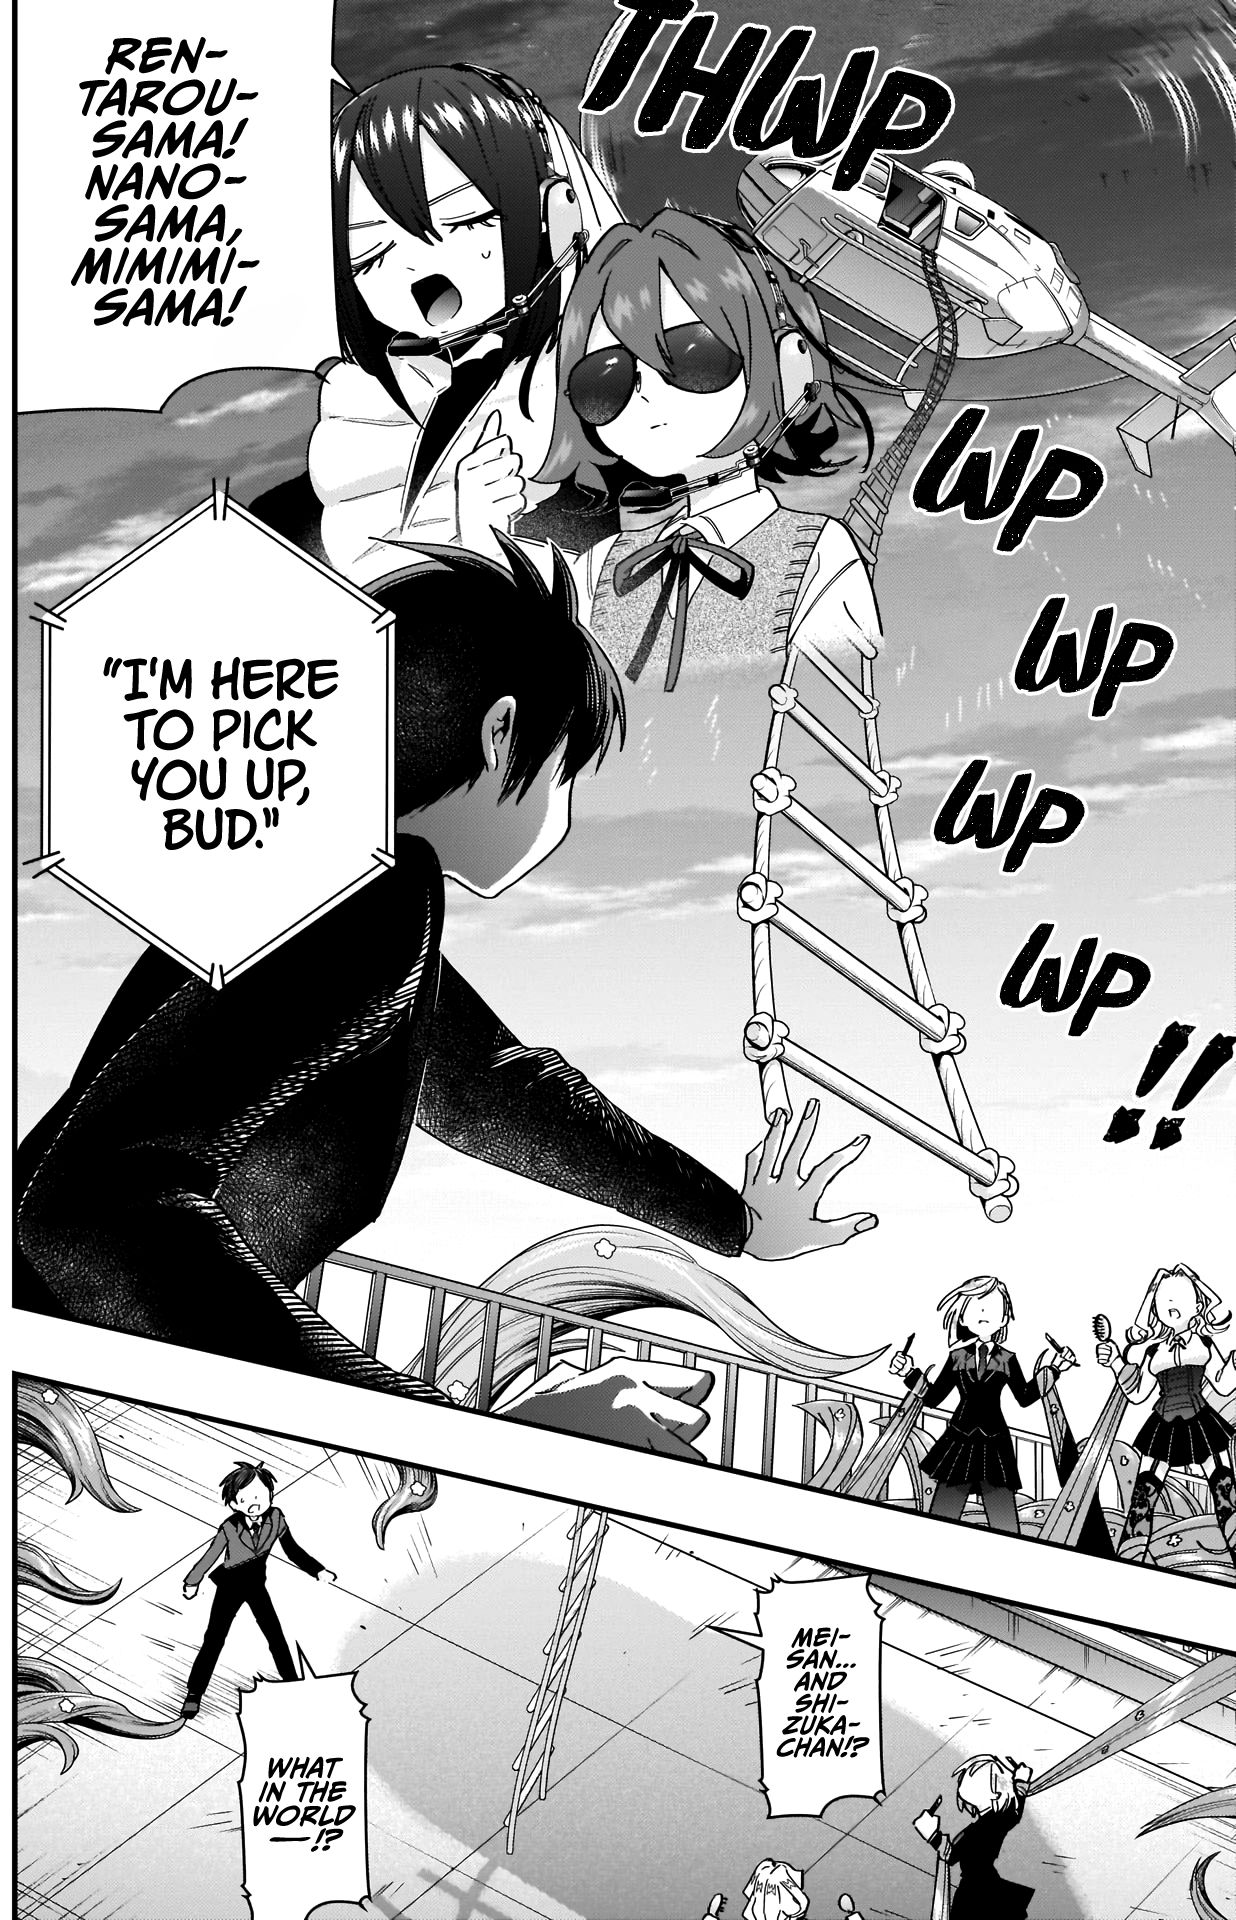 THWP
REN-
TAROU-
SAMA!
NANO-
SAMA,
MIMIMI-
SAMA!
WP
"I'M HERE
TO PICK
YOU UP,
BUD."
WP
WP
WP
!!
MEI-
SAN...
AND
SHI-
ZUKA-
CHAN!?
WHAT
IN THE
WORLD
—!?